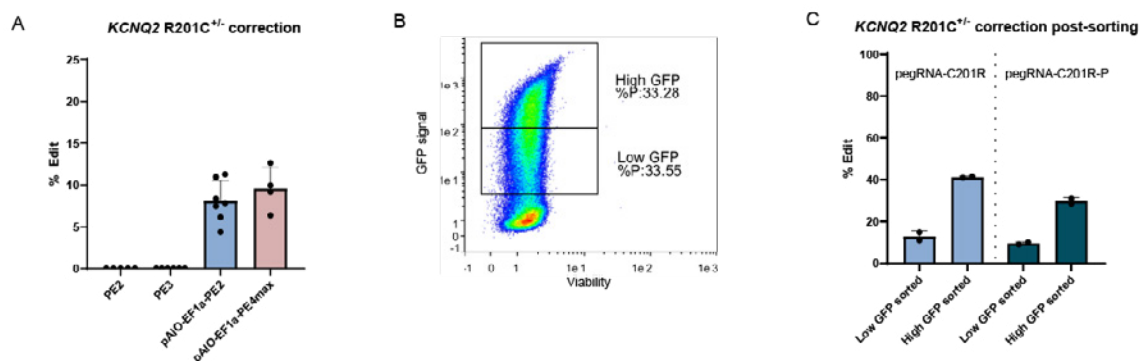 A
KCNQ2 R201C+/- correction
% Edit
25
20
15
10
5
0
PE2
PE3
pAIO-EF1a-PE2
pAIO-EF1a-PE4max
B
GFP signal
1e3
1e2
1e1
1
0
-1
High GFP
%P:33.28
Low GFP
%P:33.55
-1
0
1
1e1
1e2
1e3
Viability
C
KCNQ2 R201C+/- correction post-sorting
% Edit
100
80
60
40
20
0
pegRNA-C201R
pegRNA-C201R-P
Low GFP sorted
High GFP sorted
Low GFP sorted
High GFP sorted